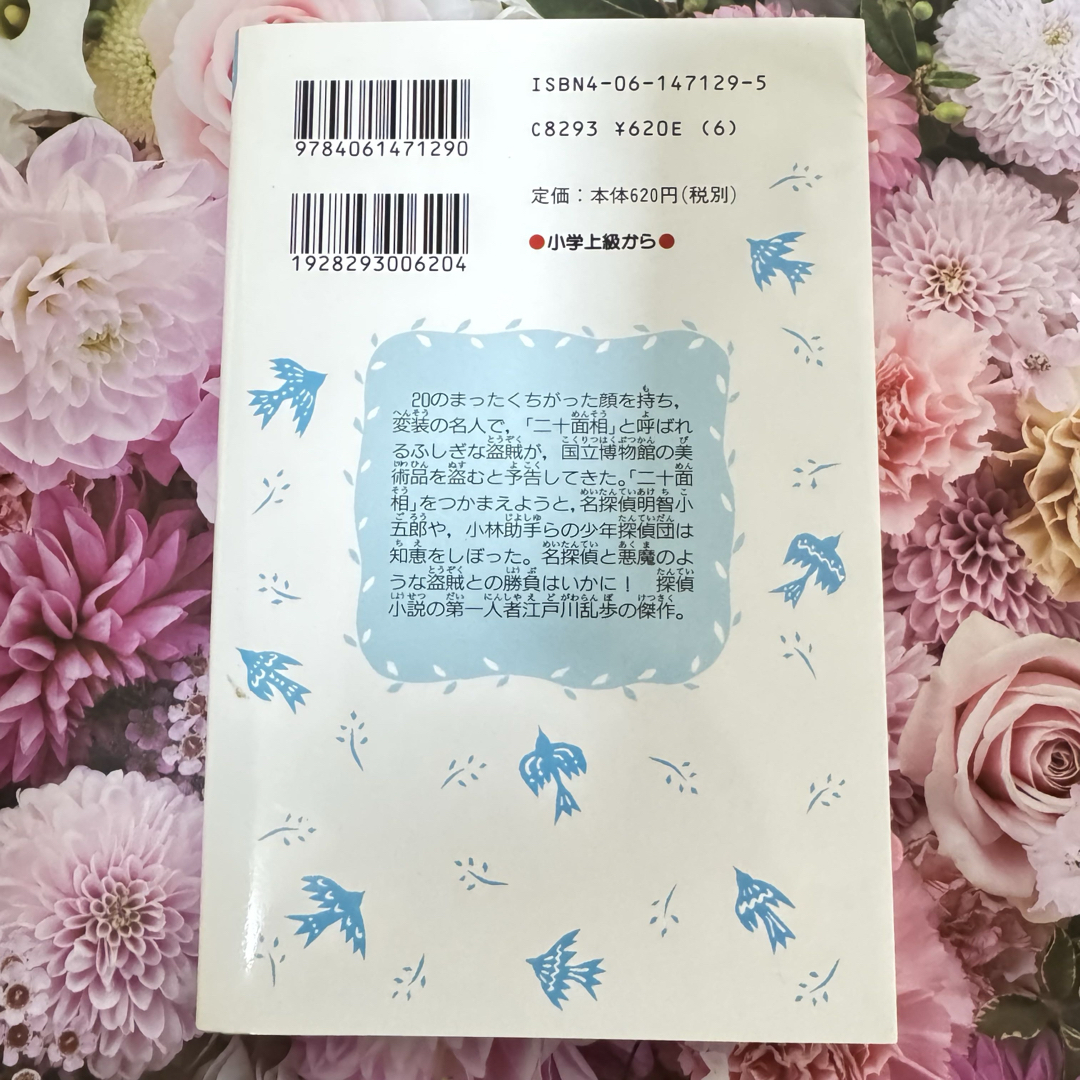 ISBN4-06-147129-5
C8293 ¥620E (6)
9784061471290
定価：本体620円(税別)
●小学上級から●
1928293006204
20のまったくちがった顔を持ち，
変装の名人で，「二十面相」と呼ばれ
るふしぎな盗賊が，国立博物館の美
術品を盗むと予告してきた。「二十面
相」をつかまえようと，名探偵明智小
五郎や，小林助手らの少年探偵団は
知恵をしぼった。名探偵と悪魔のよ
うな盗賊との勝負はいかに！ 探偵
小説の第一人者江戸川乱歩の傑作。